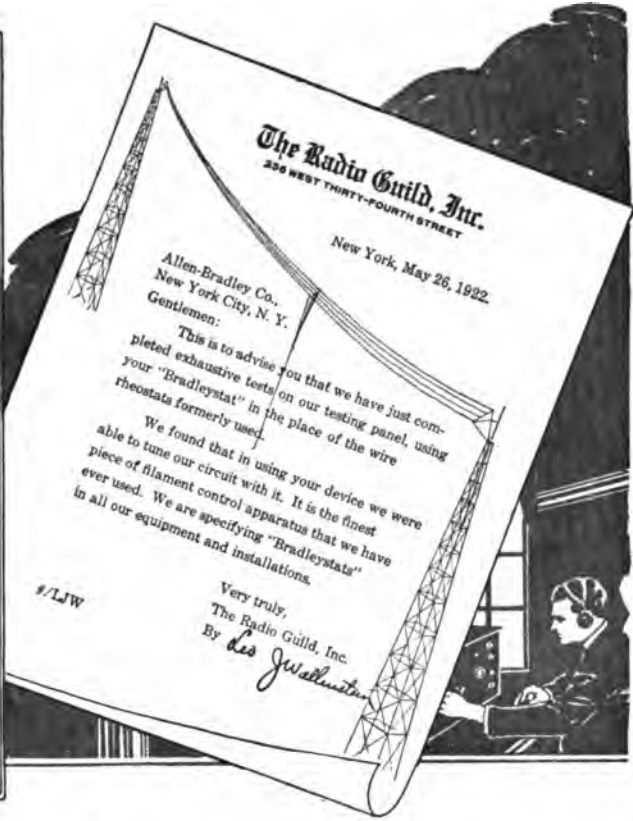 The Radio Guild, Inc.
256 WEST THIRTY-FOURTH STREET
New York, May 26, 1922.
Allen-Bradley Co.,
New York City, N. Y.
Gentlemen:
This is to advise you that we have just com-
pleted exhaustive tests on our testing panel, using
your "Bradleystat" in the place of the wire
rheostats formerly used.
We found that in using your device we were
able to tune our circuit with it. It is the finest
piece of filament control apparatus that we have
ever used. We are specifying "Bradleystats"
in all our equipment and installations.
Very truly,
The Radio Guild, Inc.
By Leo J Wallenstein
/LJW